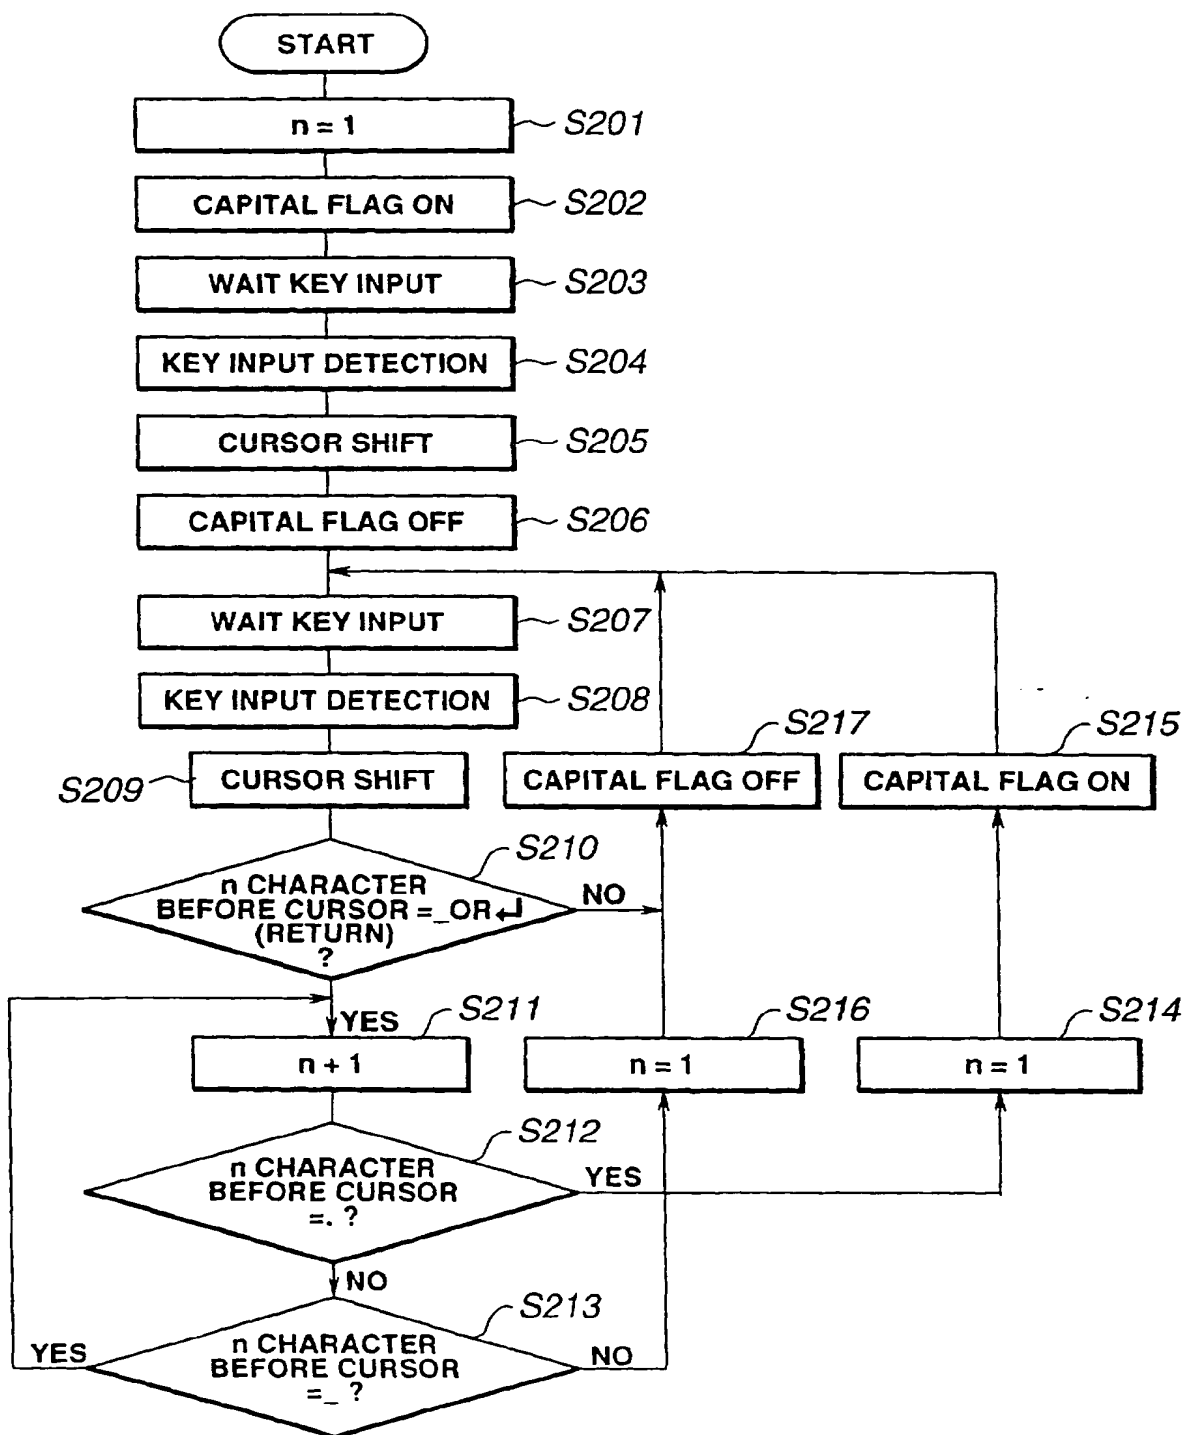 START
n = 1
S201
CAPITAL FLAG ON
S202
WAIT KEY INPUT
S203
KEY INPUT DETECTION
S204
CURSOR SHIFT
S205
CAPITAL FLAG OFF
S206
WAIT KEY INPUT
S207
KEY INPUT DETECTION
S208
S209
CURSOR SHIFT
S217
CAPITAL FLAG OFF
S215
CAPITAL FLAG ON
S210
n CHARACTER
BEFORE CURSOR =_OR ↵
(RETURN)
?
NO
YES
S211
n + 1
S216
n = 1
S214
n = 1
S212
n CHARACTER
BEFORE CURSOR
=. ?
YES
NO
S213
n CHARACTER
BEFORE CURSOR
=_ ?
YES
NO